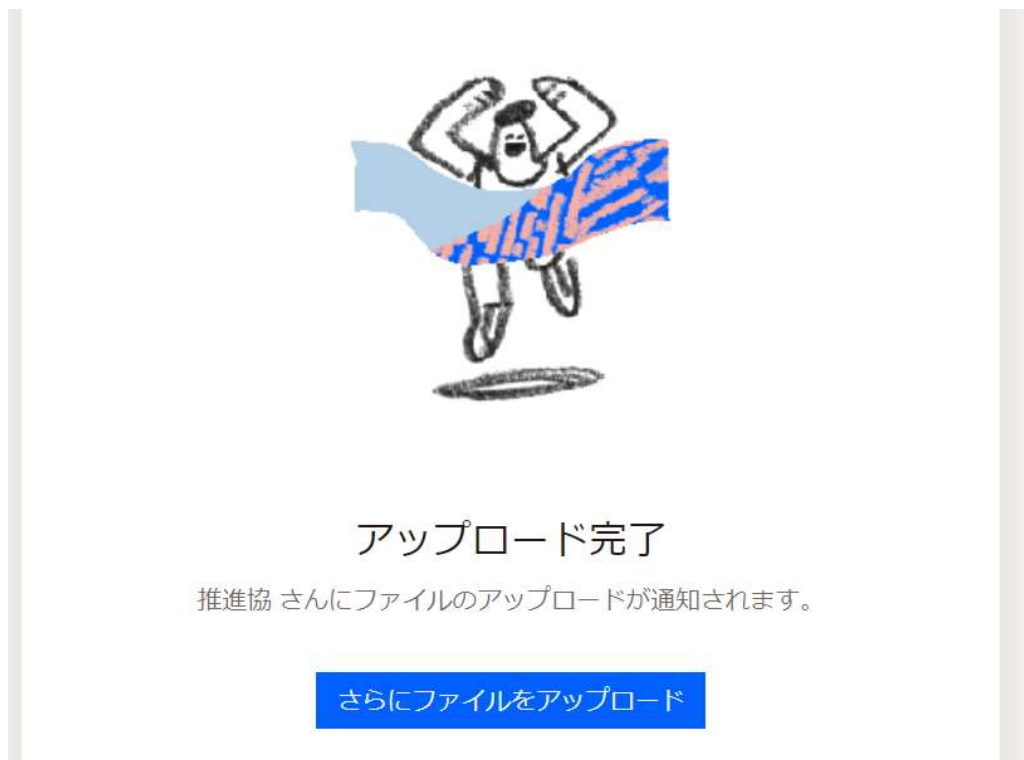 アップロード完了
推進協 さんにファイルのアップロードが通知されます。
さらにファイルをアップロード